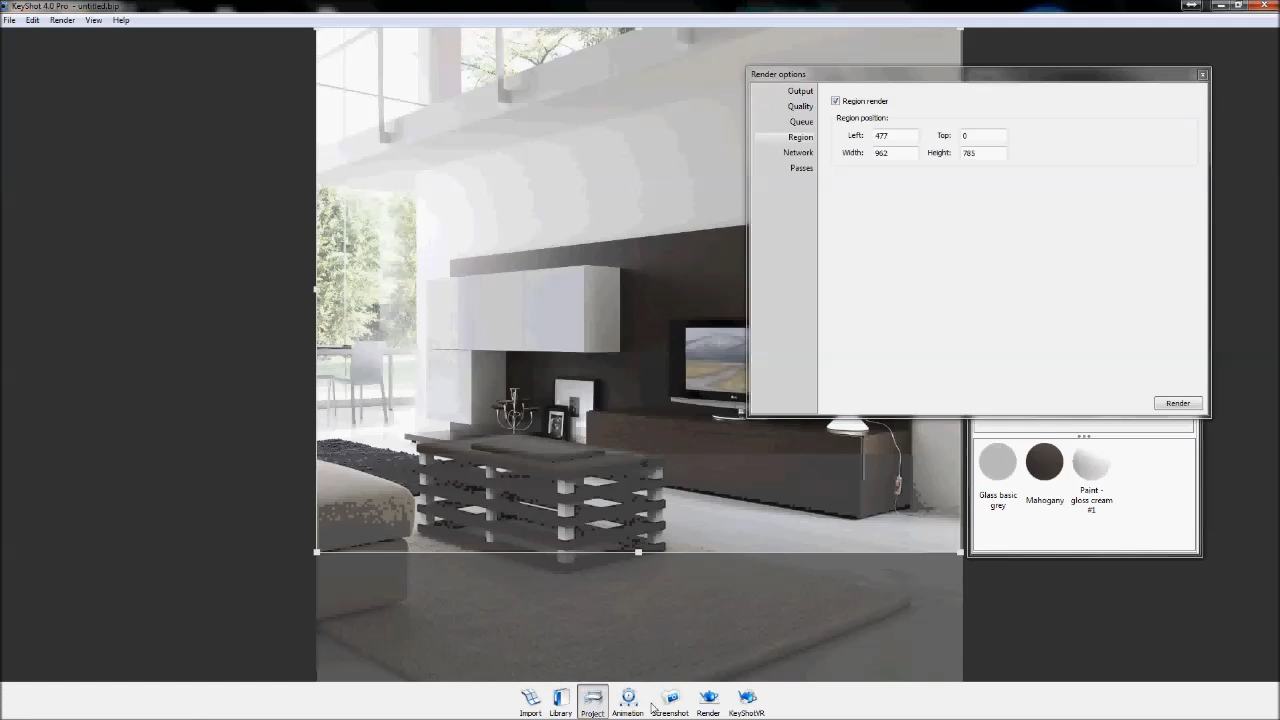 KeyShot 4.0 Pro - untitled.bip
File Edit Render View Help
Render options
Output
Quality
Queue
Region
Network
Passes
Region render
Region position:
Left: 477 Top: 0
Width: 962 Height: 785
Render
Glass basic grey
Mahogany
Paint - gloss cream #1
Import Library Project Animation Screenshot Render KeyShotVR